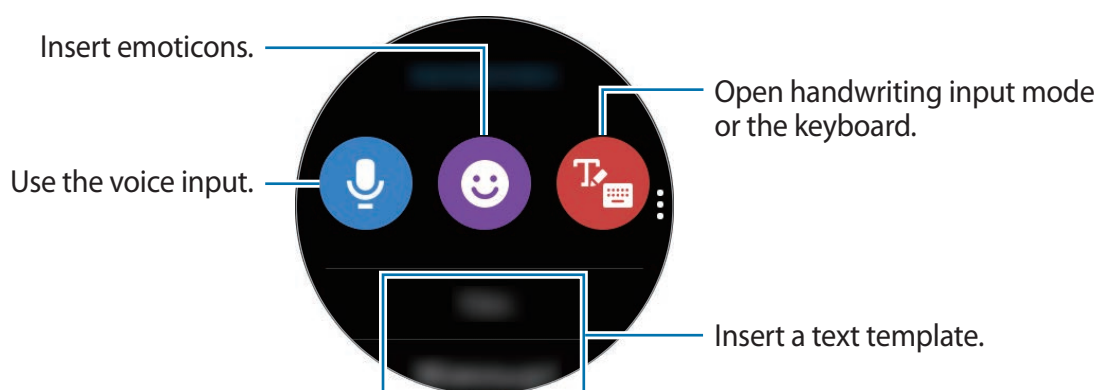 Insert emoticons.
Open handwriting input mode
or the keyboard.
Use the voice input.
Insert a text template.